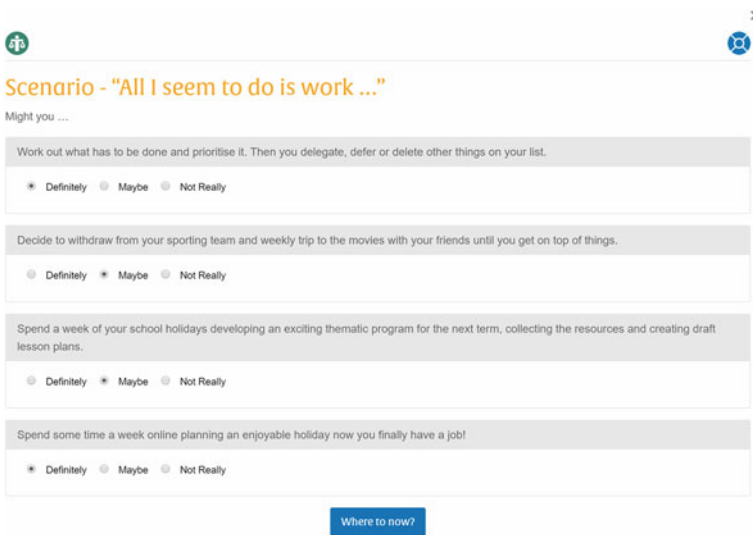 Scenario - “All I seem to do is work ...”
Might you ...
Work out what has to be done and prioritise it. Then you delegate, defer or delete other things on your list.
Definitely Maybe Not Really
Decide to withdraw from your sporting team and weekly trip to the movies with your friends until you get on top of things.
Definitely Maybe Not Really
Spend a week of your school holidays developing an exciting thematic program for the next term, collecting the resources and creating draft
lesson plans.
Definitely Maybe Not Really
Spend some time a week online planning an enjoyable holiday now you finally have a job!
Definitely Maybe Not Really
Where to now?